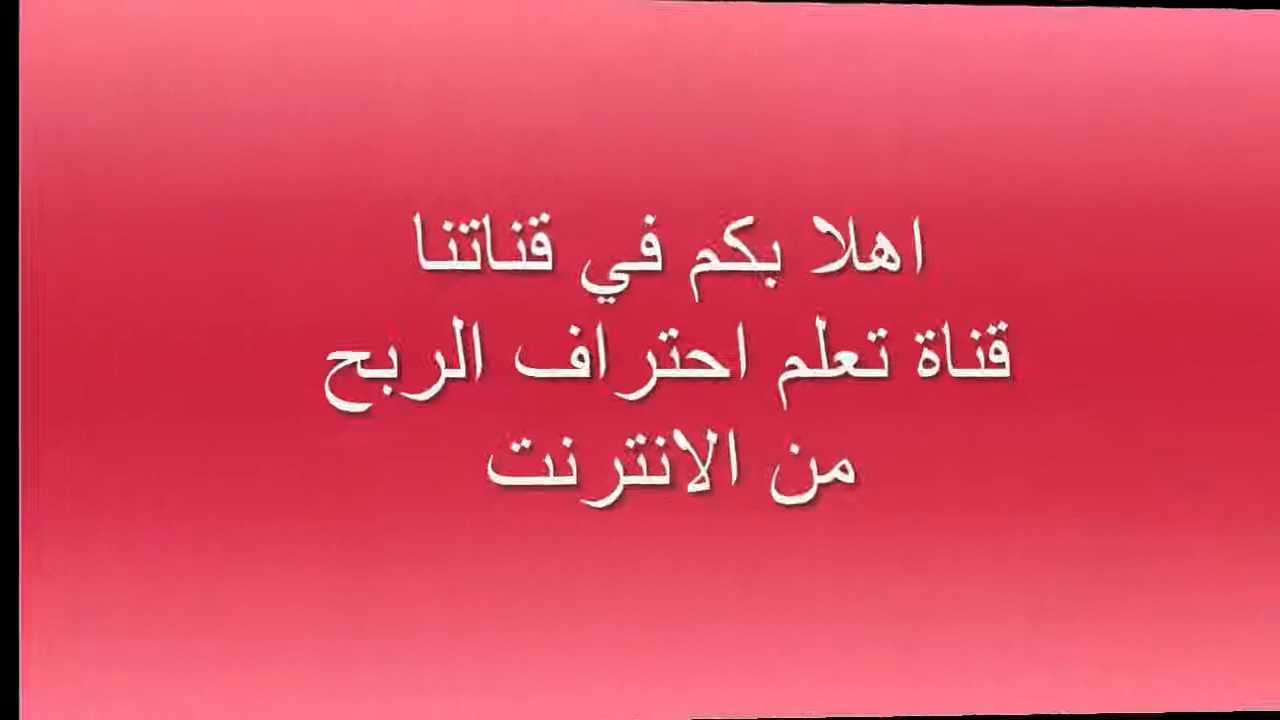 اهلا بكم في قناتنا
قناة تعلم احتراف الربح
من الانترنت